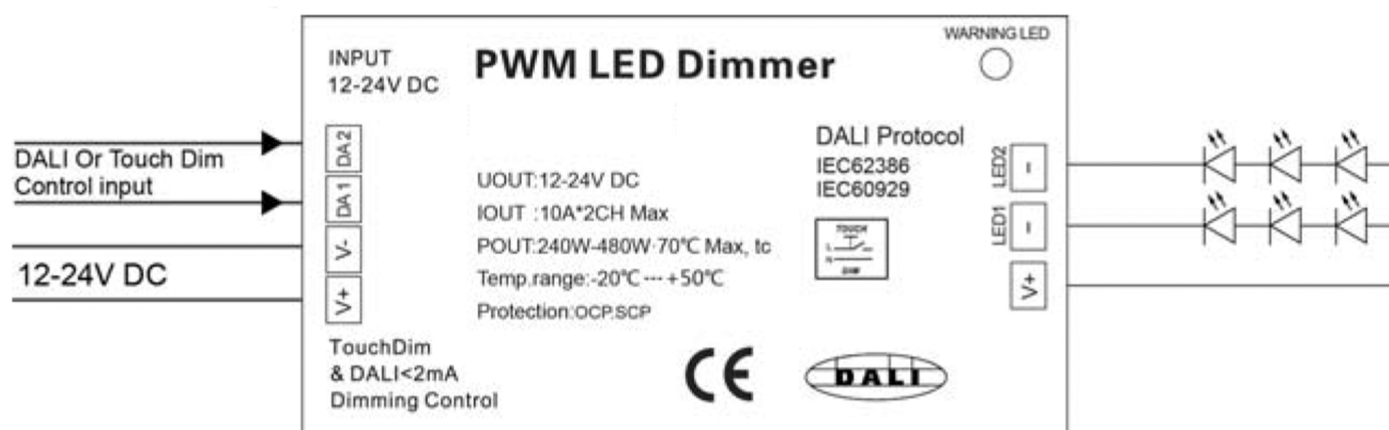 WARNING LED
INPUT
12-24V DC
PWM LED Dimmer
DALI Or Touch Dim
Control input
12-24V DC
DA2
DA1
V-
V+
UOUT:12-24V DC
IOUT :10A*2CH Max
POUT:240W-480W·70℃ Max, tc
Temp.range:-20℃---+50℃
Protection:OCP.SCP
DALI Protocol
IEC62386
IEC60929
TOUCH
L
N
DIM
LED2 -
LED1 -
V+
TouchDim
& DALI<2mA
Dimming Control
CE
DALI